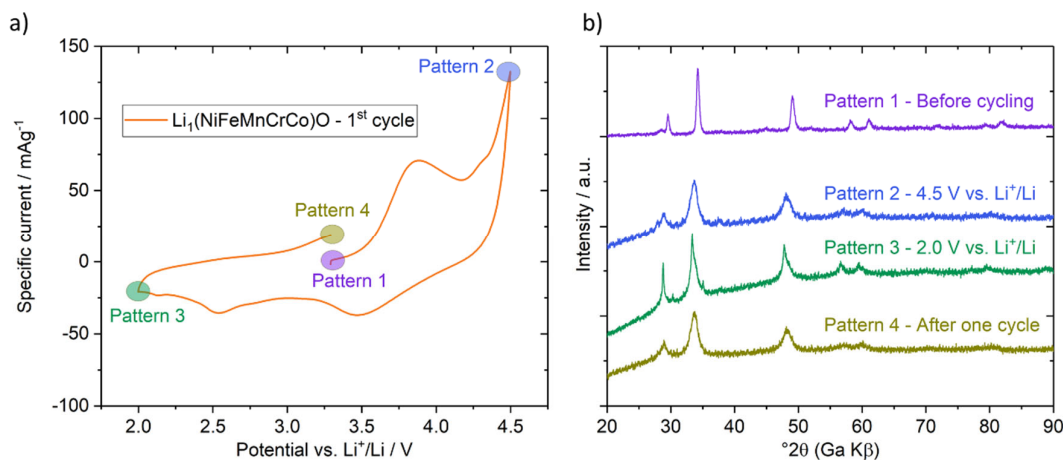 a)
150
100
50
0
-50
-100
Specific current / mAg⁻¹
2.0 2.5 3.0 3.5 4.0 4.5
Potential vs. Li⁺/Li / V
Li₁(NiFeMnCrCo)O - 1ˢᵗ cycle
Pattern 2
Pattern 4
Pattern 1
Pattern 3
b)
Intensity / a.u.
Pattern 1 - Before cycling
Pattern 2 - 4.5 V vs. Li⁺/Li
Pattern 3 - 2.0 V vs. Li⁺/Li
Pattern 4 - After one cycle
20 30 40 50 60 70 80 90
°2θ (Ga Kβ)